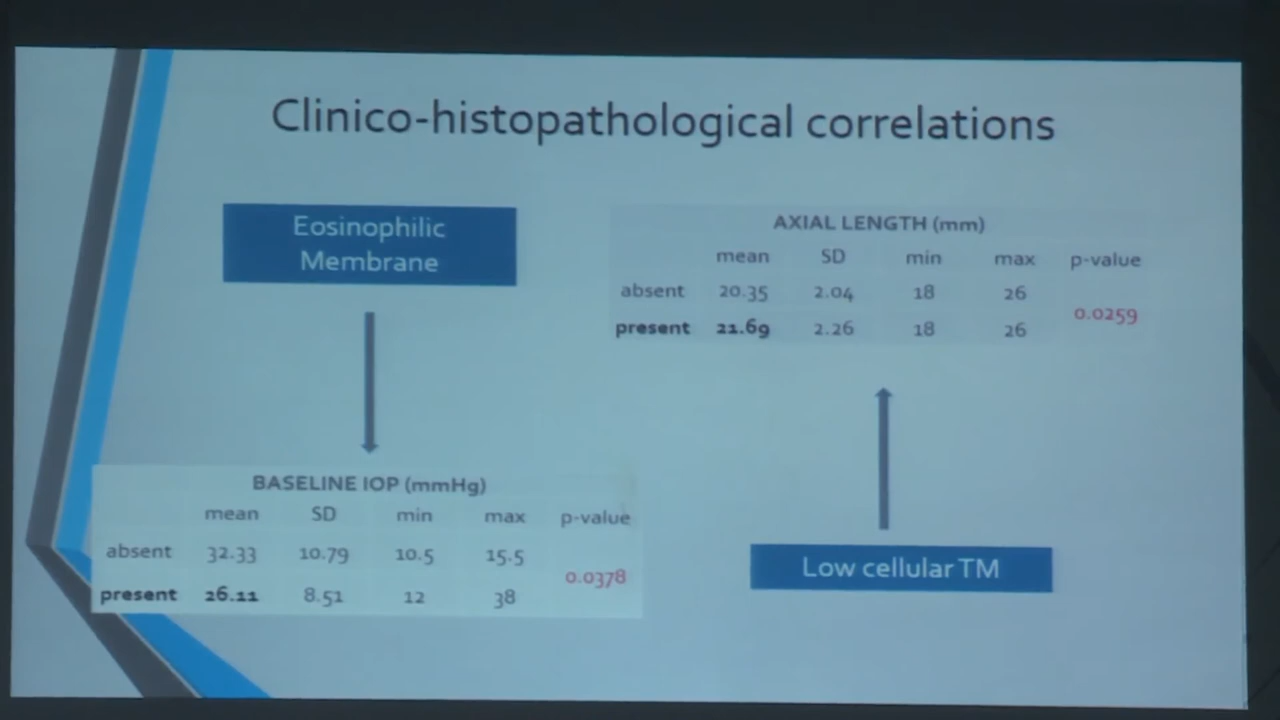 Clinico-histopathological correlations
Eosinophilic
Membrane
AXIAL LENGTH (mm)
mean SD min max p-value
absent 20.35 2.04 18 26
0.0259
present 21.69 2.26 18 26
BASELINE IOP (mmHg)
mean SD min max p-value
absent 32.33 10.79 10.5 15.5
0.0378
present 26.11 8.51 12 38
Low cellular TM